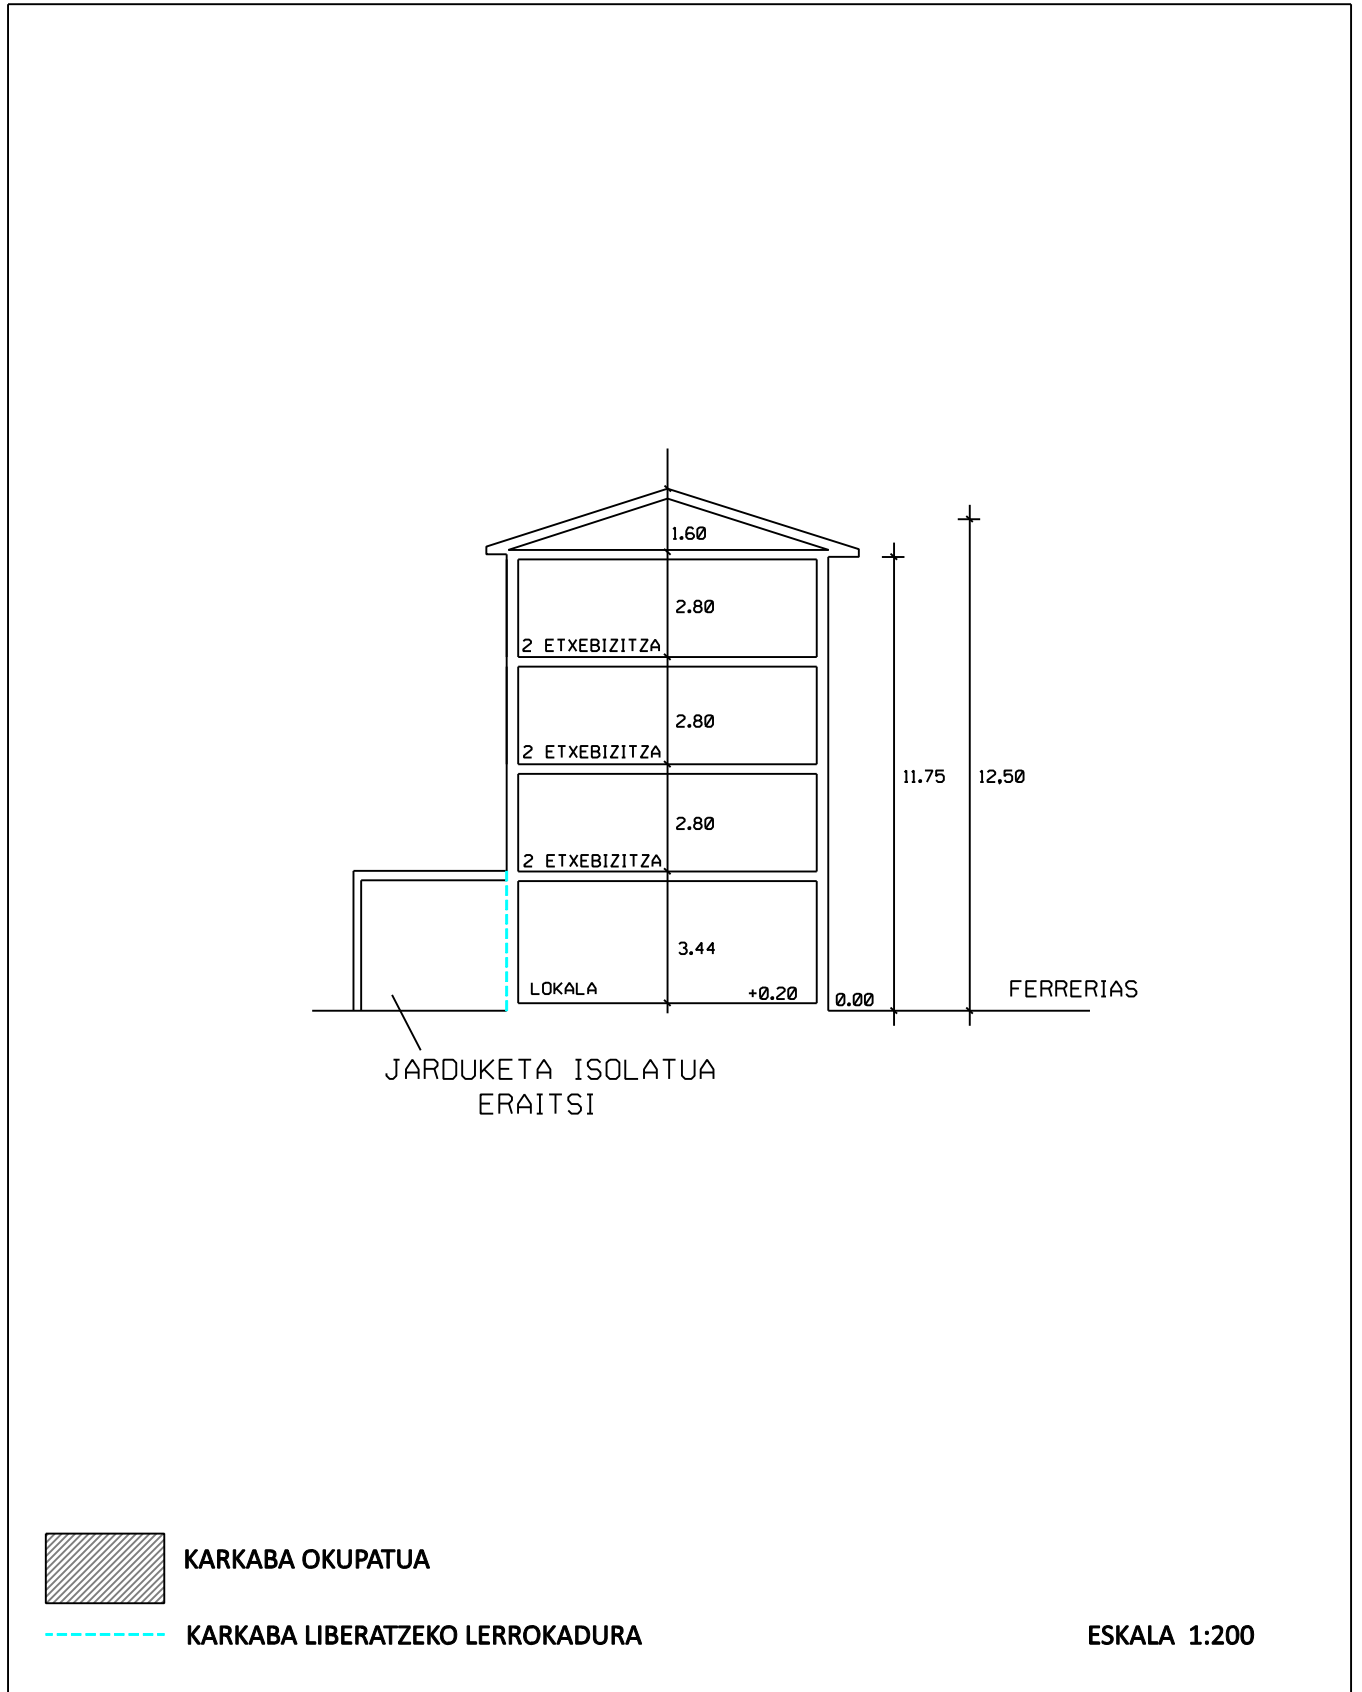 1.60
2.80
2 ETXEBIZITZA
2.80
2 ETXEBIZITZA
11.75
12,50
2.80
2 ETXEBIZITZA
3.44
LOKALA
+0.20
0.00
FERRERIAS
JARDUKETA ISOLATUA
ERAITSI
KARKABA OKUPATUA
KARKABA LIBERATZEKO LERROKADURA
ESKALA 1:200